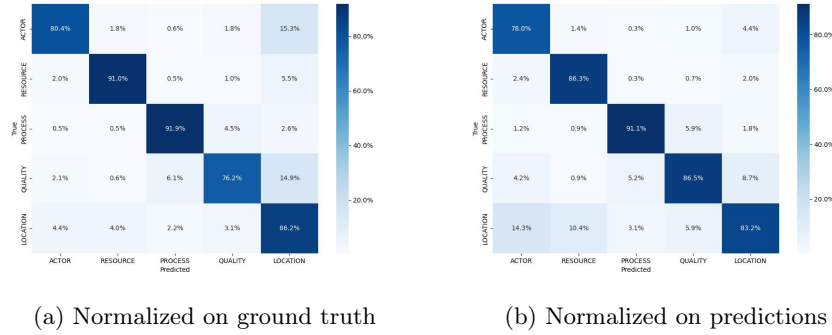 ACTOR 80.4% 1.8% 0.6% 1.8% 15.3%
RESOURCE 2.0% 91.0% 0.5% 1.0% 5.5%
PROCESS 0.5% 0.5% 91.9% 4.5% 2.6%
QUALITY 2.1% 0.6% 6.1% 76.2% 14.9%
LOCATION 4.4% 4.0% 2.2% 3.1% 86.2%
True
ACTOR RESOURCE PROCESS QUALITY LOCATION
Predicted
80.0%
60.0%
40.0%
20.0%
(a) Normalized on ground truth
ACTOR 78.0% 1.4% 0.3% 1.0% 4.4%
RESOURCE 2.4% 86.3% 0.3% 0.7% 2.0%
PROCESS 1.2% 0.9% 91.1% 5.9% 1.8%
QUALITY 4.2% 0.9% 5.2% 86.5% 8.7%
LOCATION 14.3% 10.4% 3.1% 5.9% 83.2%
True
ACTOR RESOURCE PROCESS QUALITY LOCATION
Predicted
80.0%
60.0%
40.0%
20.0%
(b) Normalized on predictions